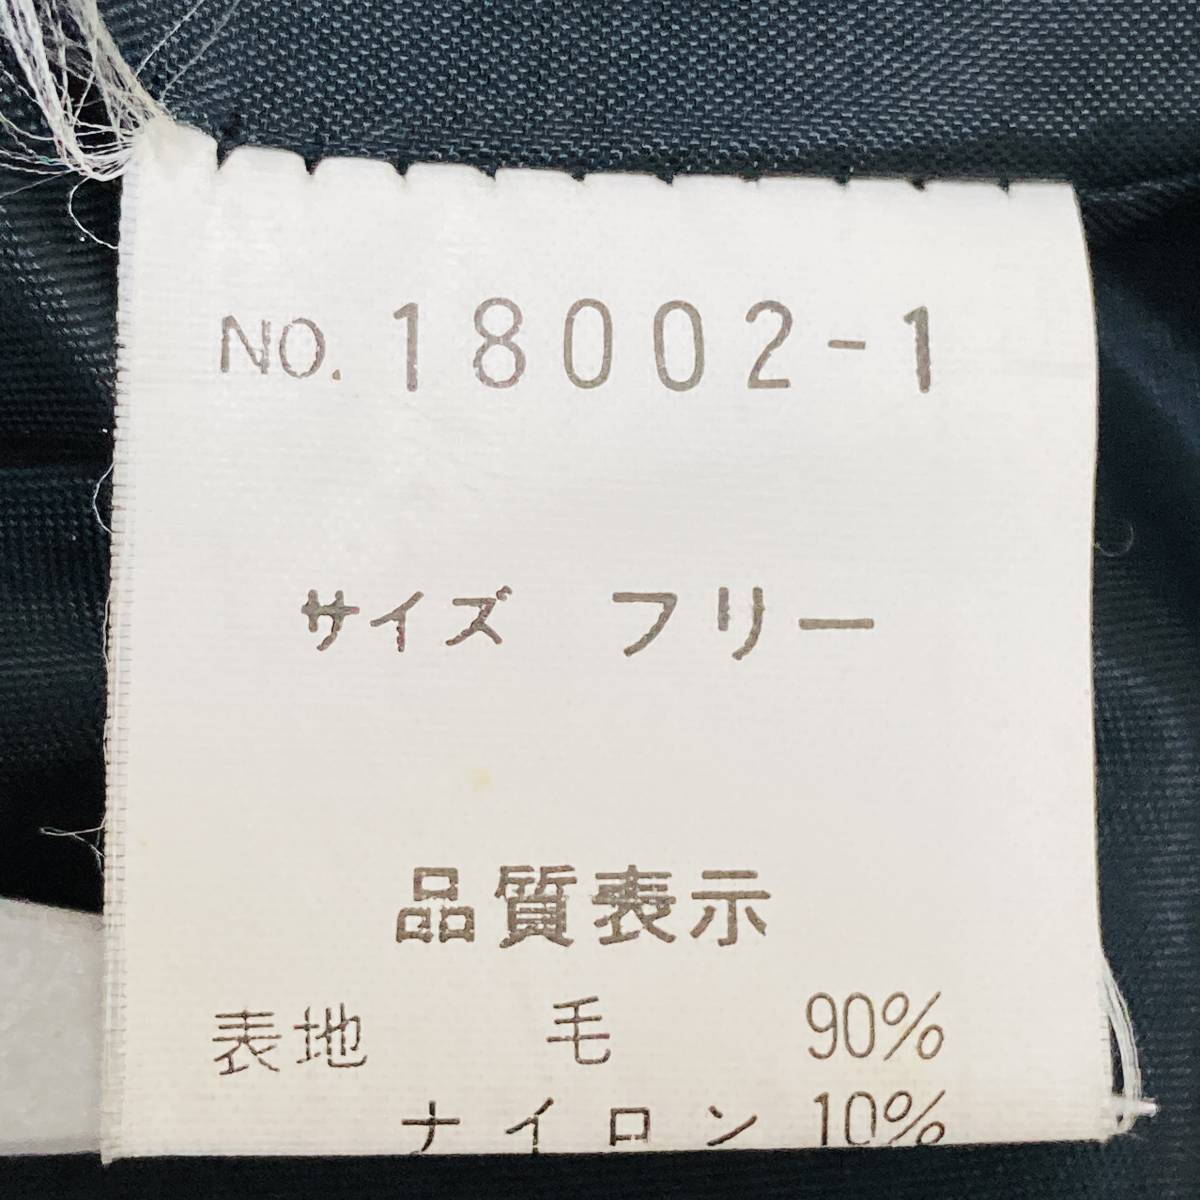 NO. 18002-1
サイズ フリー
品質表示
表地 毛 90%
ナイロン 10%